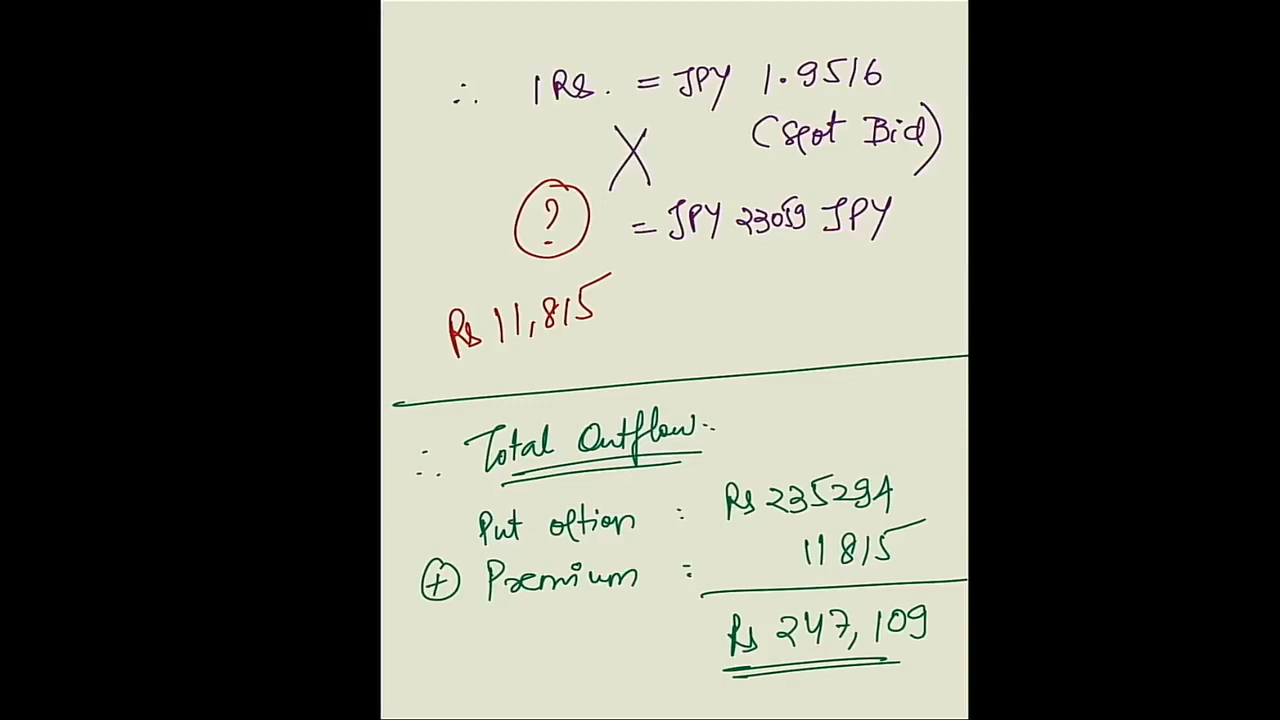 ∴ 1 Rs. = JPY 1.9516
(Spot Bid)
? = JPY 23059 JPY
Rs 11,815
∴ Total Outflow:-
Put option : Rs 235294
+ Premium : 11815
Rs 247,109